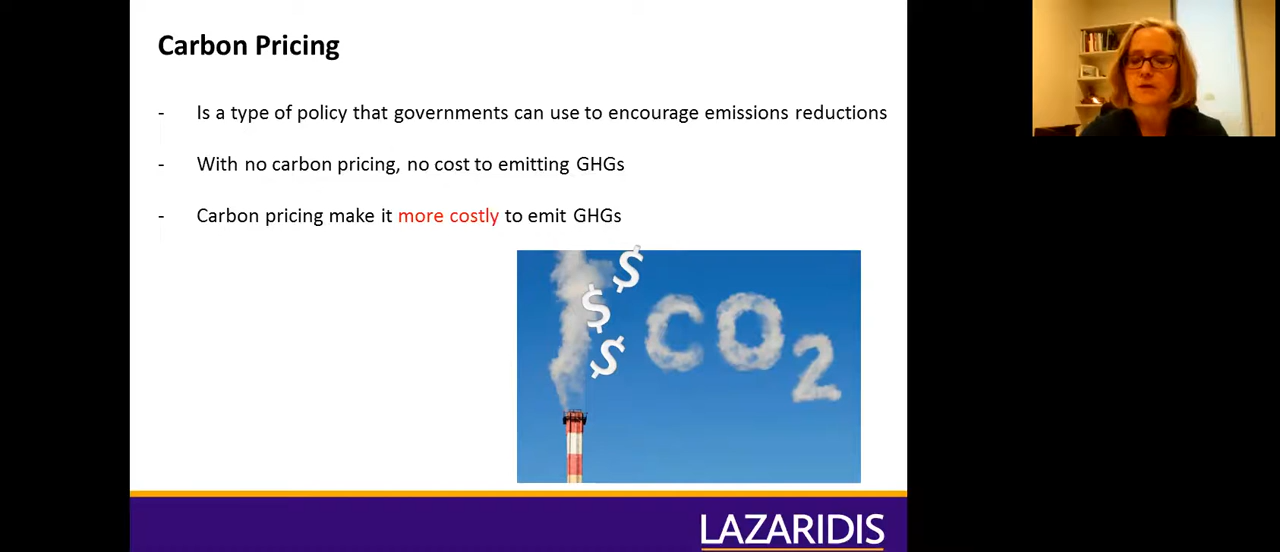 Carbon Pricing
- Is a type of policy that governments can use to encourage emissions reductions
- With no carbon pricing, no cost to emitting GHGs
- Carbon pricing make it more costly to emit GHGs
$
$
$
CO2
LAZARIDIS